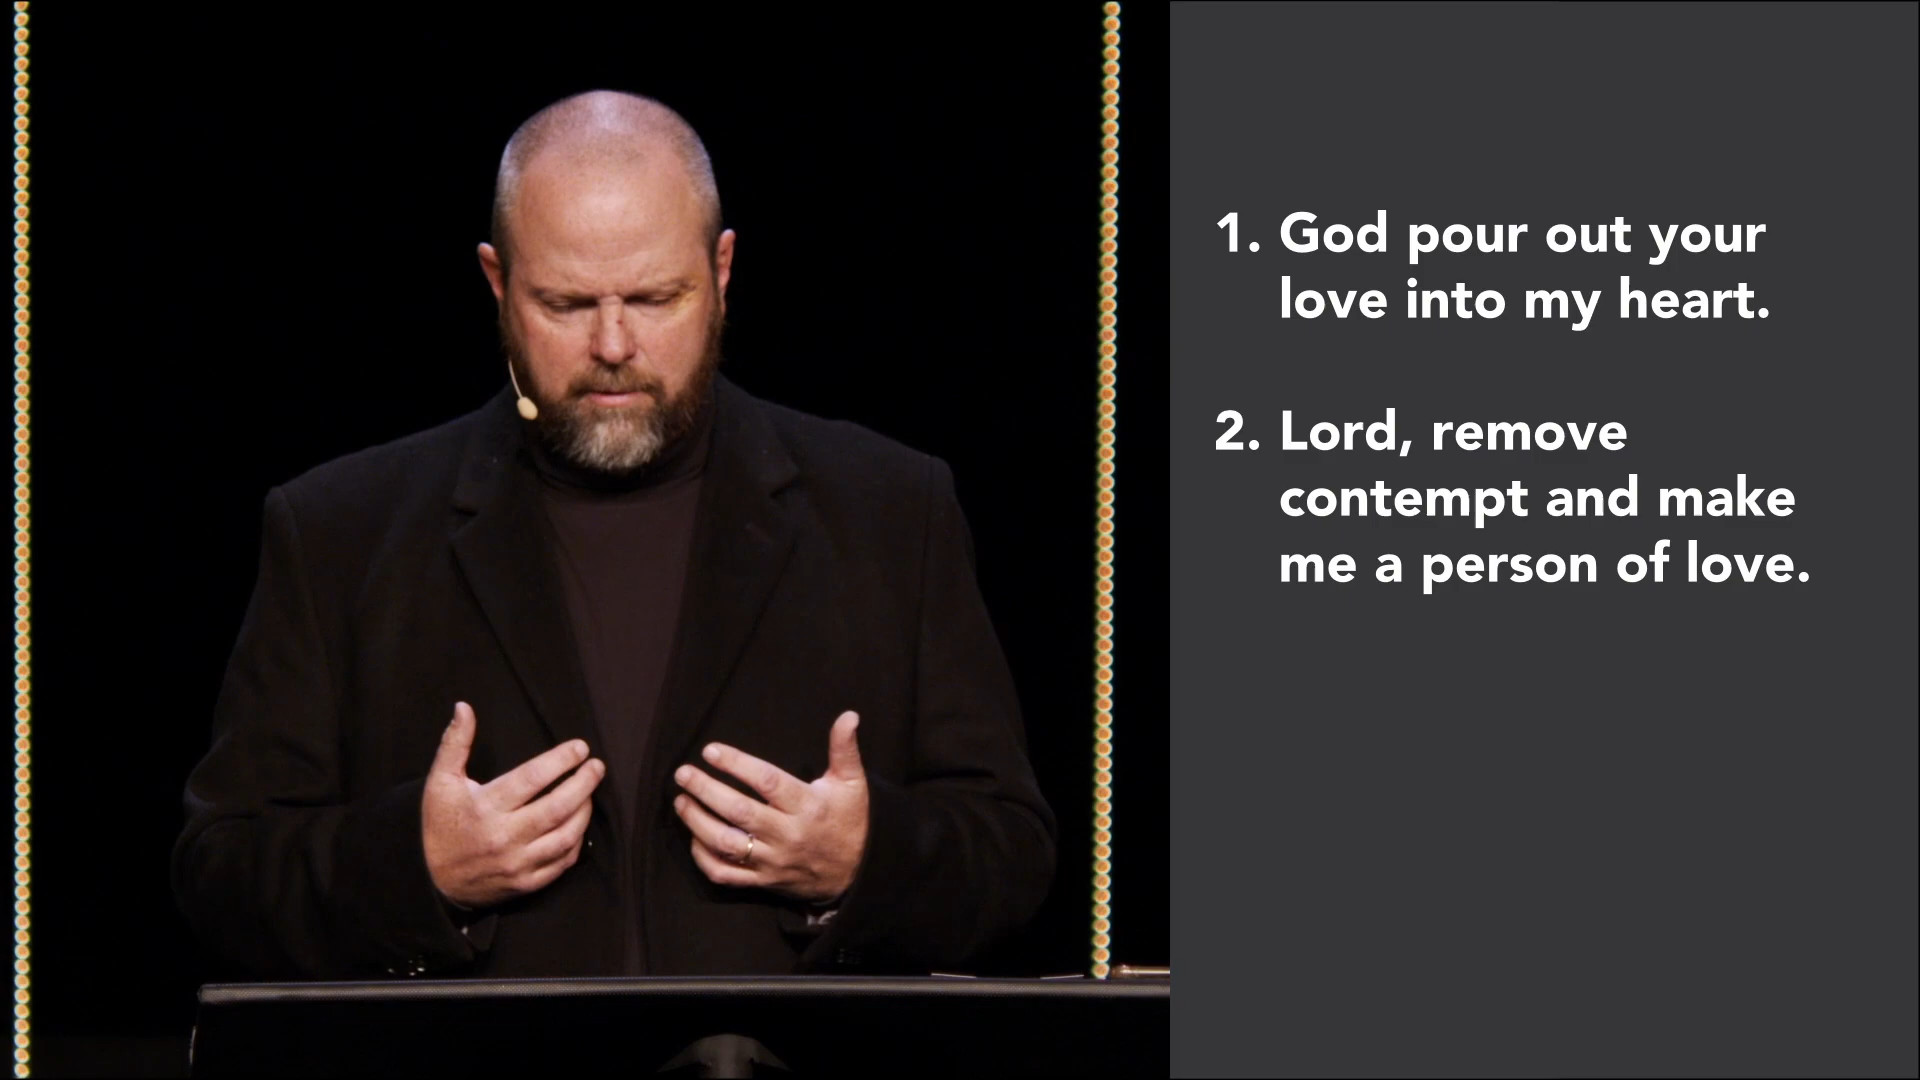 1. God pour out your
love into my heart.
2. Lord, remove
contempt and make
me a person of love.